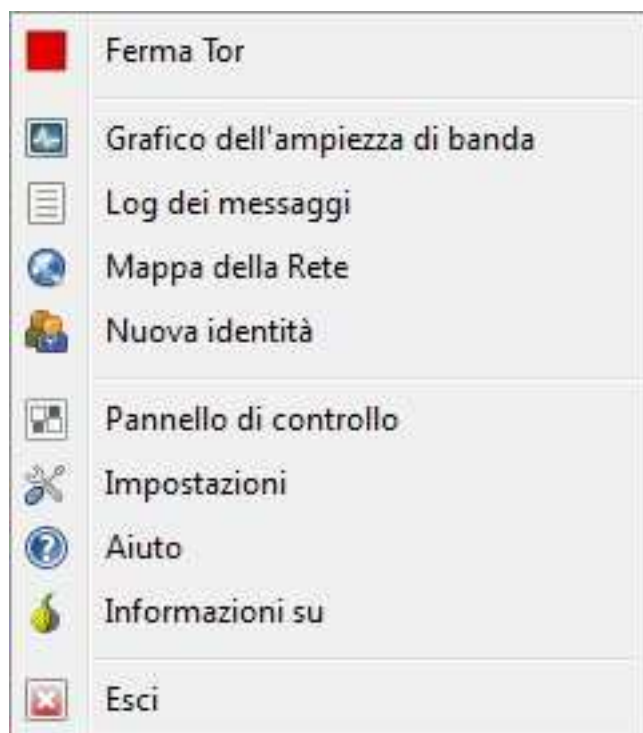 Ferma Tor
Grafico dell'ampiezza di banda
Log dei messaggi
Mappa della Rete
Nuova identità
Pannello di controllo
Impostazioni
Aiuto
Informazioni su
Esci